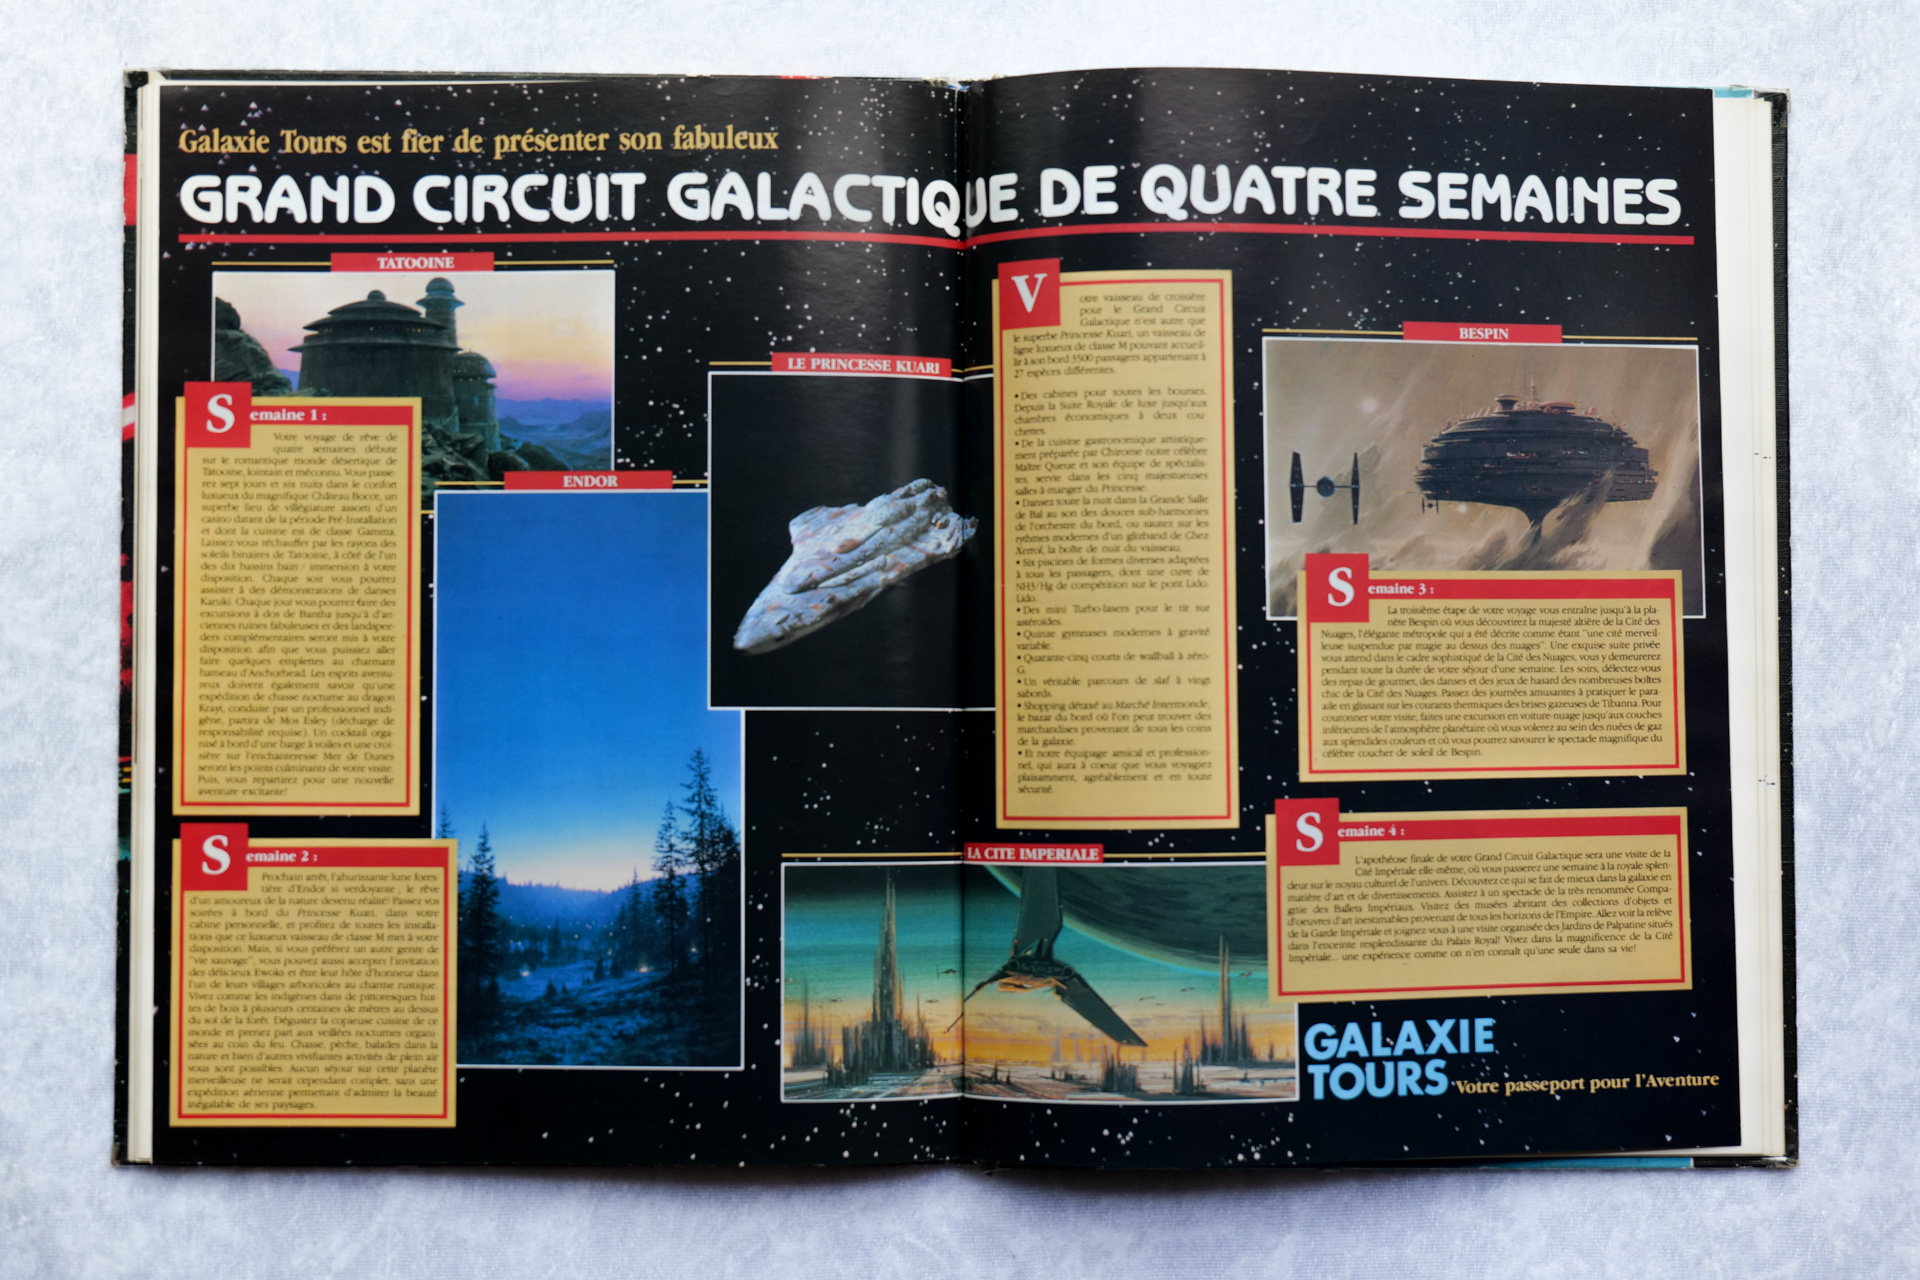 Galaxie Tours est fier de présenter son fabuleux
GRAND CIRCUIT GALACTIQUE DE QUATRE SEMAINES
TATOOINE
Semaine 1 :
Votre voyage de rêve de
quatre semaines débute
sur le romantique monde désertique de
Tatooine, lointain et méconnu. Vous passe-
rez sept jours et six nuits dans le confort
luxueux du magnifique Château Bocce, un
superbe lieu de villégiature assorti d'un
casino datant de la période Pré-Installation
et dont la cuisine est de classe Gamma.
Laissez-vous réchauffer par les rayons des
soleils binaires de Tatooine, à côté de l'un
des dix bassins bain / immersion à votre
disposition. Chaque soir vous pourrez
assister à des démonstrations de danses
Karuki. Chaque jour vous pourrez faire des
excursions à dos de Bantha jusqu'à d'an-
ciennes ruines fabuleuses et des landspee-
ders complémentaires seront mis à votre
disposition afin que vous puissiez aller
faire quelques emplettes au charmant
hameau d'Anchorhead. Les esprits aventu-
reux doivent également savoir qu'une
expédition de chasse nocturne au dragon
Krayt, conduite par un professionnel indi-
gène, partira de Mos Esley (décharge de
responsabilité requise). Un cocktail orga-
nisé à bord d'une barge à voiles et une croi-
sière sur l'enchanteresse Mer de Dunes
seront les points culminants de votre visite.
Puis, vous repartirez pour une nouvelle
aventure excitante!
Semaine 2 :
Prochain arrêt, l'ahurissante lune fores-
tière d'Endor si verdoyante ; le rêve
d'un amoureux de la nature devenu réalité! Passez vos
soirées à bord du Princesse Kuari, dans votre
cabine personnelle, et profitez de toutes les installa-
tions que ce luxueux vaisseau de classe M met à votre
disposition. Mais, si vous préférez un autre genre de
"vie sauvage", vous pouvez aussi accepter l'invitation
des délicieux Ewoks et être leur hôte d'honneur dans
l'un de leurs villages arboricoles au charme rustique.
Vivez comme les indigènes dans de pittoresques hut-
tes de bois à plusieurs centaines de mètres au dessus
du sol de la forêt. Dégustez la copieuse cuisine de ce
monde et prenez part aux veillées nocturnes organi-
sées au coin du feu. Chasse, pêche, balades dans la
nature et bien d'autres vivifiantes activités de plein air
vous sont possibles. Aucun séjour sur cette planète
merveilleuse ne serait cependant complet, sans une
expédition aérienne permettant d'admirer la beauté
inégalable de ses paysages.
ENDOR
LE PRINCESSE KUARI
Votre vaisseau de croisière
pour le Grand Circuit
Galactique n'est autre que
le superbe Princesse Kuari, un vaisseau de
ligne luxueux de classe M pouvant accueil-
lir à son bord 3500 passagers appartenant à
27 espèces différentes.
• Des cabines pour toutes les bourses.
Depuis la Suite Royale de luxe jusqu'aux
chambres économiques à deux cou-
chettes.
• De la cuisine gastronomique artistique-
ment préparée par Chirome notre célèbre
Maître Queue et son équipe de spécialis-
tes, servie dans les cinq majestueuses
salles-à-manger du Princesse.
• Dansez toute la nuit dans la Grande Salle
de Bal au son des douces sub-harmonies
de l'orchestre du bord, ou sautez sur les
rythmes modernes d'un glizband de Chez
Xerrol, la boîte de nuit du vaisseau.
• Six piscines de formes diverses adaptées
à tous les passagers, dont une cuve de
NH3/Hg de compétition sur le pont Lido.
Lido.
• Des mini Turbo-lasers pour le tir sur
astéroïdes.
• Quinze gymnases modernes à gravité
variable.
• Quarante-cinq courts de wallball à zéro-
G.
• Un véritable parcours de slaf à vingt
sabords.
• Shopping détaxé au Marché Intermonde,
le bazar du bord où l'on peut trouver des
marchandises provenant de tous les coins
de la galaxie.
• Et notre équipage amical et profession-
nel, qui aura à coeur que vous voyagiez
plaisamment, agréablement et en toute
sécurité.
BESPIN
Semaine 3 :
La troisième étape de votre voyage vous entraîne jusqu'à la pla-
nète Bespin où vous découvrirez la majesté altière de la Cité des
Nuages, l'élégante métropole qui a été décrite comme étant "une cité merveil-
leuse suspendue par magie au dessus des nuages". Une exquise suite privée
vous attend dans le cadre sophistiqué de la Cité des Nuages, vous y demeurerez
pendant toute la durée de votre séjour d'une semaine. Les soirs, délectez-vous
des repas de gourmet, des danses et des jeux de hasard des nombreuses boîtes
chic de la Cité des Nuages. Passez des journées amusantes à pratiquer le para-
aile en glissant sur les courants thermiques des brises gazeuses de Tibanna. Pour
couronner votre visite, faites une excursion en voiture-nuage jusqu'aux couches
inférieures de l'atmosphère planétaire où vous volerez au sein des nuées de gaz
aux splendides couleurs et où vous pourrez savourer le spectacle magnifique du
célèbre coucher de soleil de Bespin.
LA CITE IMPERIALE
Semaine 4 :
L'apothéose finale de votre Grand Circuit Galactique sera une visite de la
Cité Impériale elle-même, où vous passerez une semaine à la royale splen-
deur sur le noyau culturel de l'univers. Découvrez ce qui se fait de mieux dans la galaxie en
matière d'art et de divertissements. Assistez à un spectacle de la très renommée Compa-
gnie des Ballets Impériaux. Visitez des musées abritant des collections d'objets et
d'oeuvres d'art inestimables provenant de tous les horizons de l'Empire. Allez voir la relève
de la Garde Impériale et joignez-vous à une visite organisée des Jardins de Palpatine situés
dans l'enceinte resplendissante du Palais Royal! Vivez dans la magnificence de la Cité
Impériale... une expérience comme on n'en connaît qu'une seule dans sa vie!
GALAXIE
TOURS Votre passeport pour l'Aventure